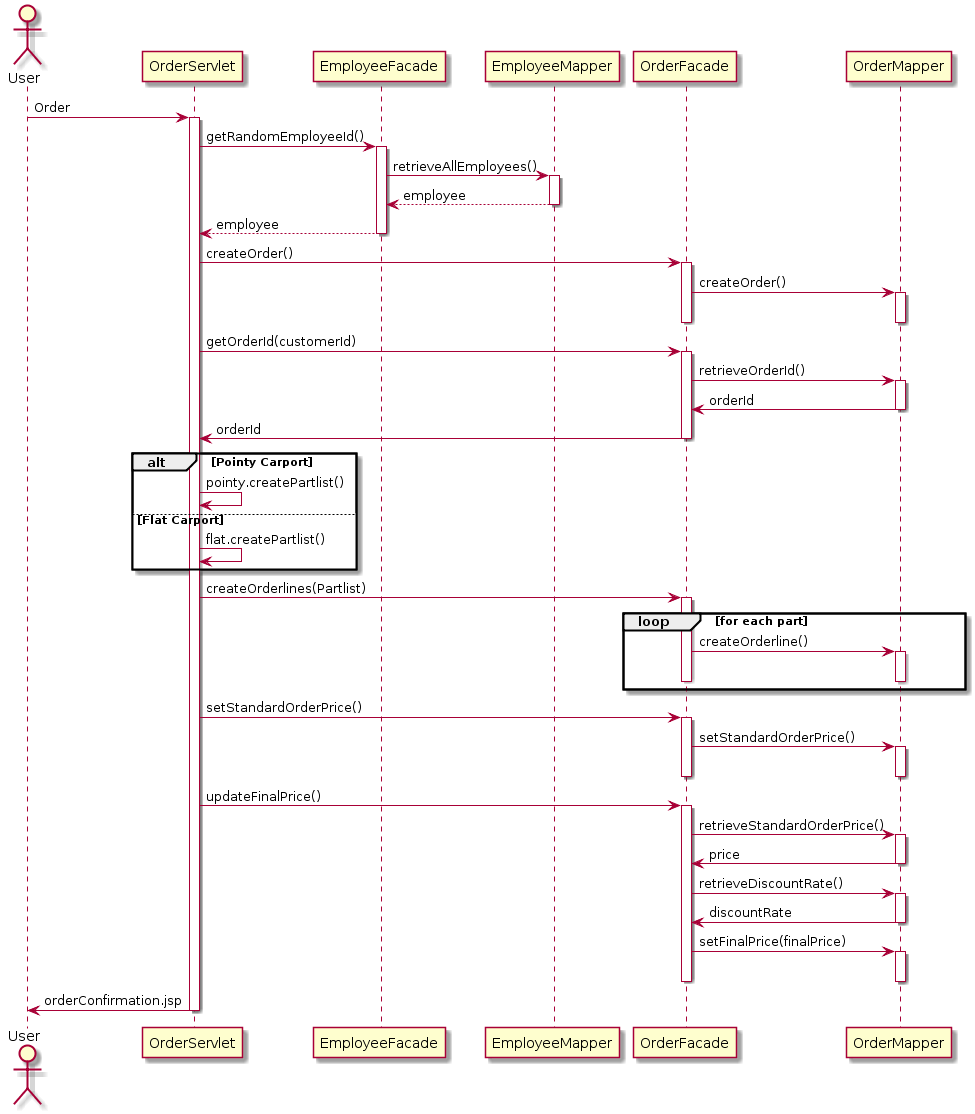 User
OrderServlet
EmployeeFacade
EmployeeMapper
OrderFacade
OrderMapper
Order
getRandomEmployeeId()
retrieveAllEmployees()
employee
employee
createOrder()
createOrder()
getOrderId(customerId)
retrieveOrderId()
orderId
orderId
alt [Pointy Carport]
pointy.createPartlist()
[Flat Carport]
flat.createPartlist()
createOrderlines(Partlist)
loop [for each part]
createOrderline()
setStandardOrderPrice()
setStandardOrderPrice()
updateFinalPrice()
retrieveStandardOrderPrice()
price
retrieveDiscountRate()
discountRate
setFinalPrice(finalPrice)
orderConfirmation.jsp
User
OrderServlet
EmployeeFacade
EmployeeMapper
OrderFacade
OrderMapper